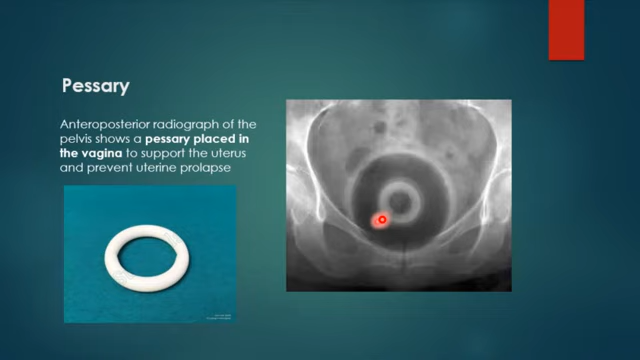 Pessary
Anteroposterior radiograph of the
pelvis shows a pessary placed in
the vagina to support the uterus
and prevent uterine prolapse